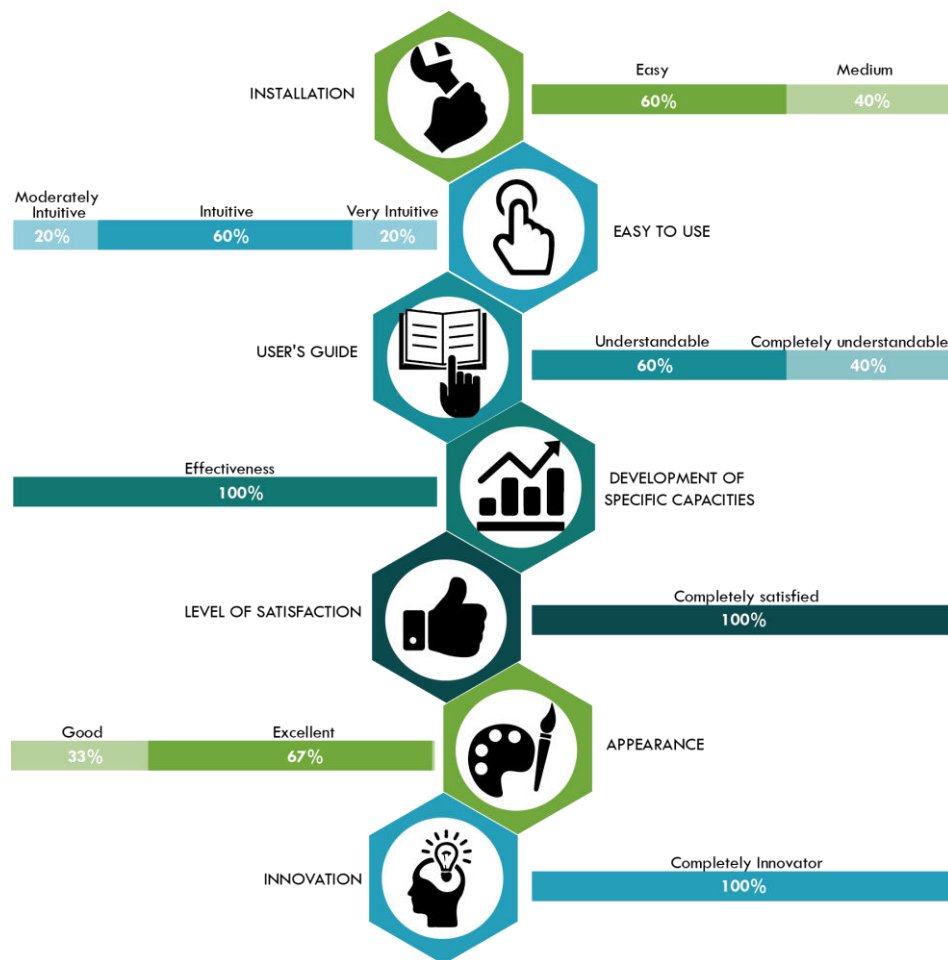 INSTALLATION
Easy
Medium
60%
40%
Moderately
Intuitive
Intuitive
Very Intuitive
20%
60%
20%
EASY TO USE
USER'S GUIDE
Understandable
Completely understandable
60%
40%
Effectiveness
100%
DEVELOPMENT OF
SPECIFIC CAPACITIES
LEVEL OF SATISFACTION
Completely satisfied
100%
Good
Excellent
33%
67%
APPEARANCE
INNOVATION
Completely Innovator
100%